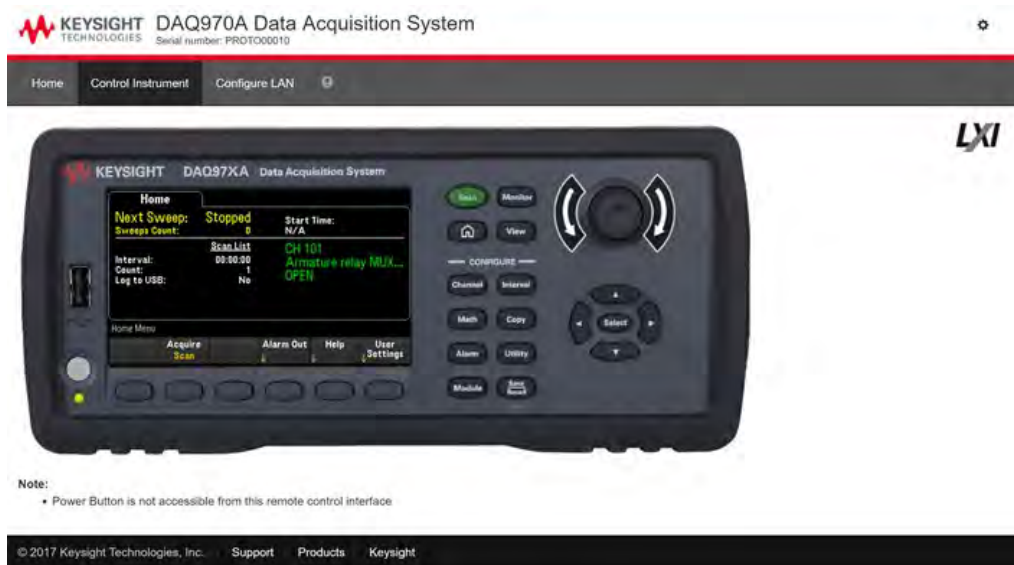 KEYSIGHT
TECHNOLOGIES
DAQ970A Data Acquisition System
Serial number: PROTO00010
Home Control Instrument Configure LAN
LXI
KEYSIGHT DAQ97XA Data Acquisition System
Home
Next Sweep: Stopped Start Time:
Sweeps Count: 0 N/A
Scan List CH 101
Interval: 00:00:00 Armature relay MUX...
Count: 1 OPEN
Log to USB: No
Home Menu
Acquire Alarm Out Help User
Scan Settings
Scan Monitor
View
CONFIGURE
Channel Interval
Math Copy
Select
Alarm Utility
Module Save
Recall
Note:
• Power Button is not accessible from this remote control interface
© 2017 Keysight Technologies, Inc. Support Products Keysight